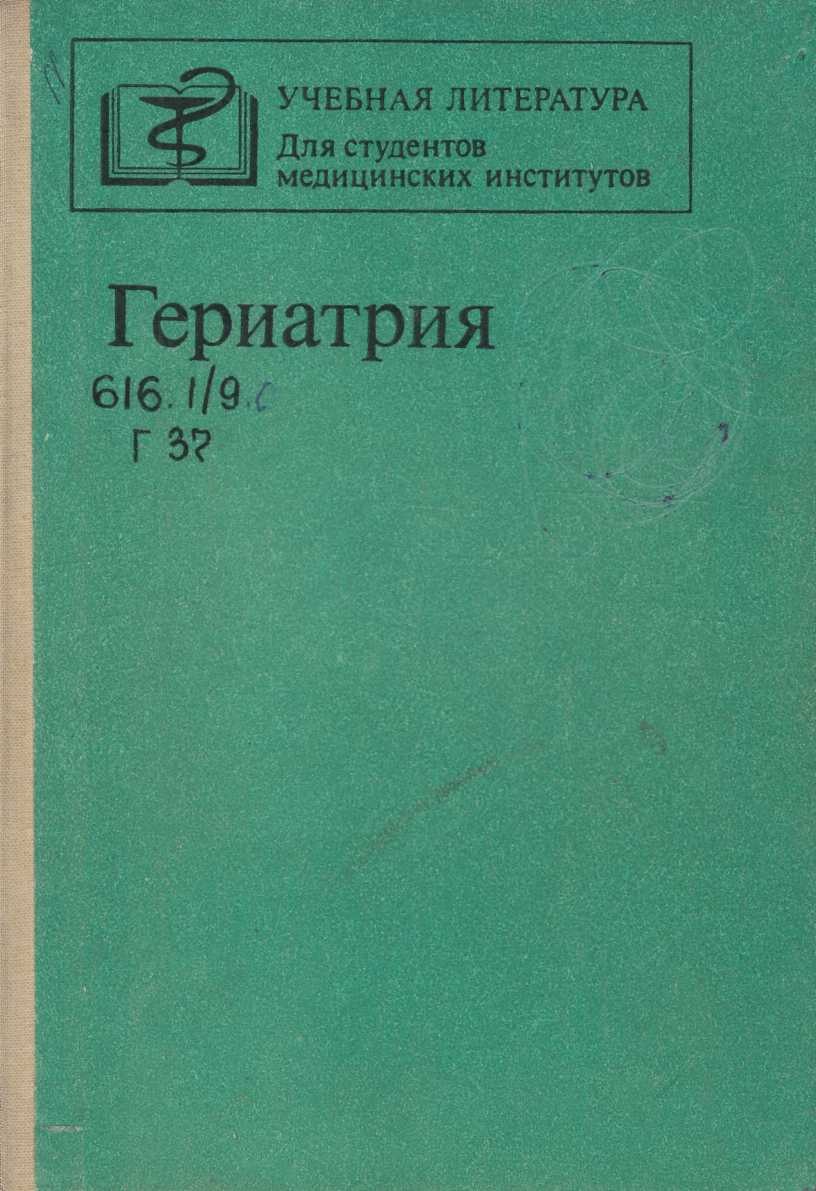 УЧЕБНАЯ ЛИТЕРАТУРА
Для студентов
медицинских институтов
Гериатрия
616.1/9.с
Г 37